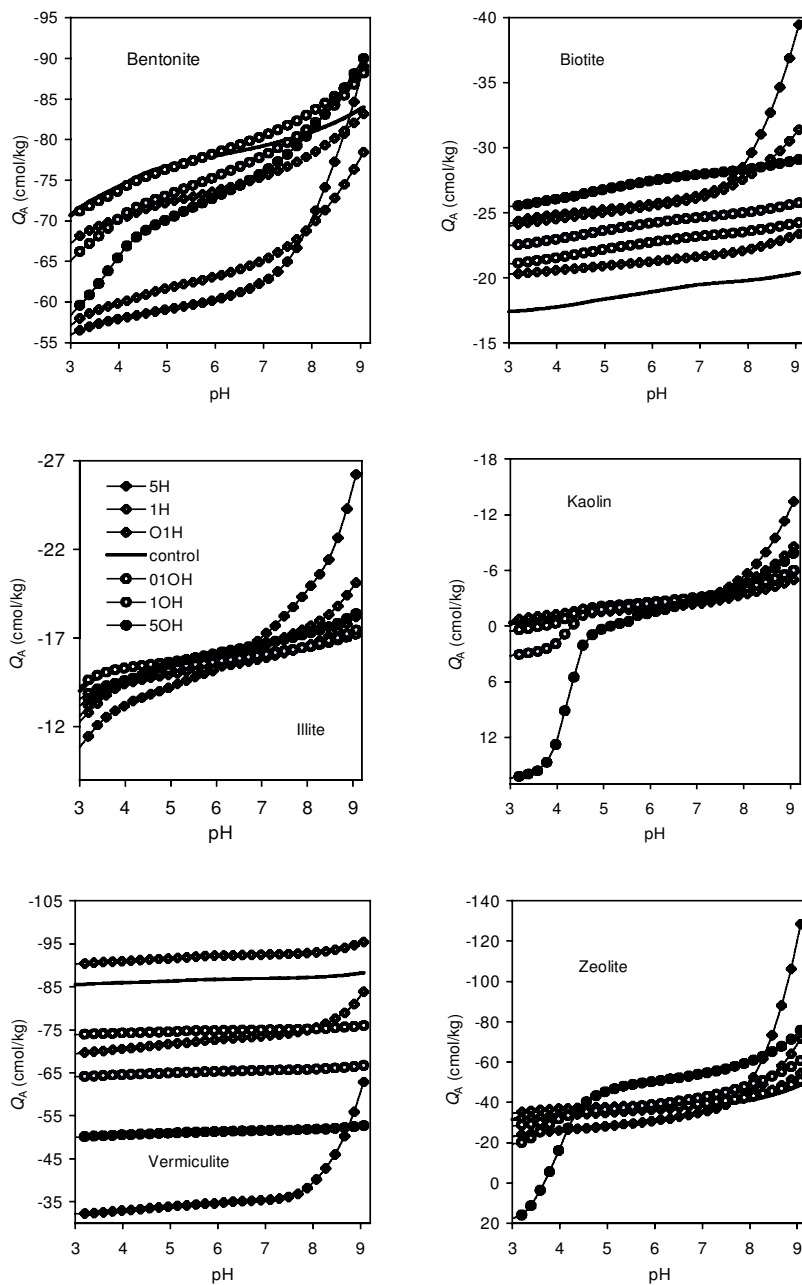 Bentonite
-95
-90
-85
-80
-75
-70
-65
-60
-55
Q_A (cmol/kg)
3 4 5 6 7 8 9
pH
Biotite
-40
-35
-30
-25
-20
-15
Q_A (cmol/kg)
3 4 5 6 7 8 9
pH
Illite
-27
-22
-17
-12
Q_A (cmol/kg)
5H
1H
O1H
control
01OH
1OH
5OH
3 4 5 6 7 8 9
pH
Kaolin
-18
-12
-6
0
6
12
Q_A (cmol/kg)
3 4 5 6 7 8 9
pH
Vermiculite
-105
-95
-85
-75
-65
-55
-45
-35
Q_A (cmol/kg)
3 4 5 6 7 8 9
pH
Zeolite
-140
-120
-100
-80
-60
-40
-20
0
20
Q_A (cmol/kg)
3 4 5 6 7 8 9
pH